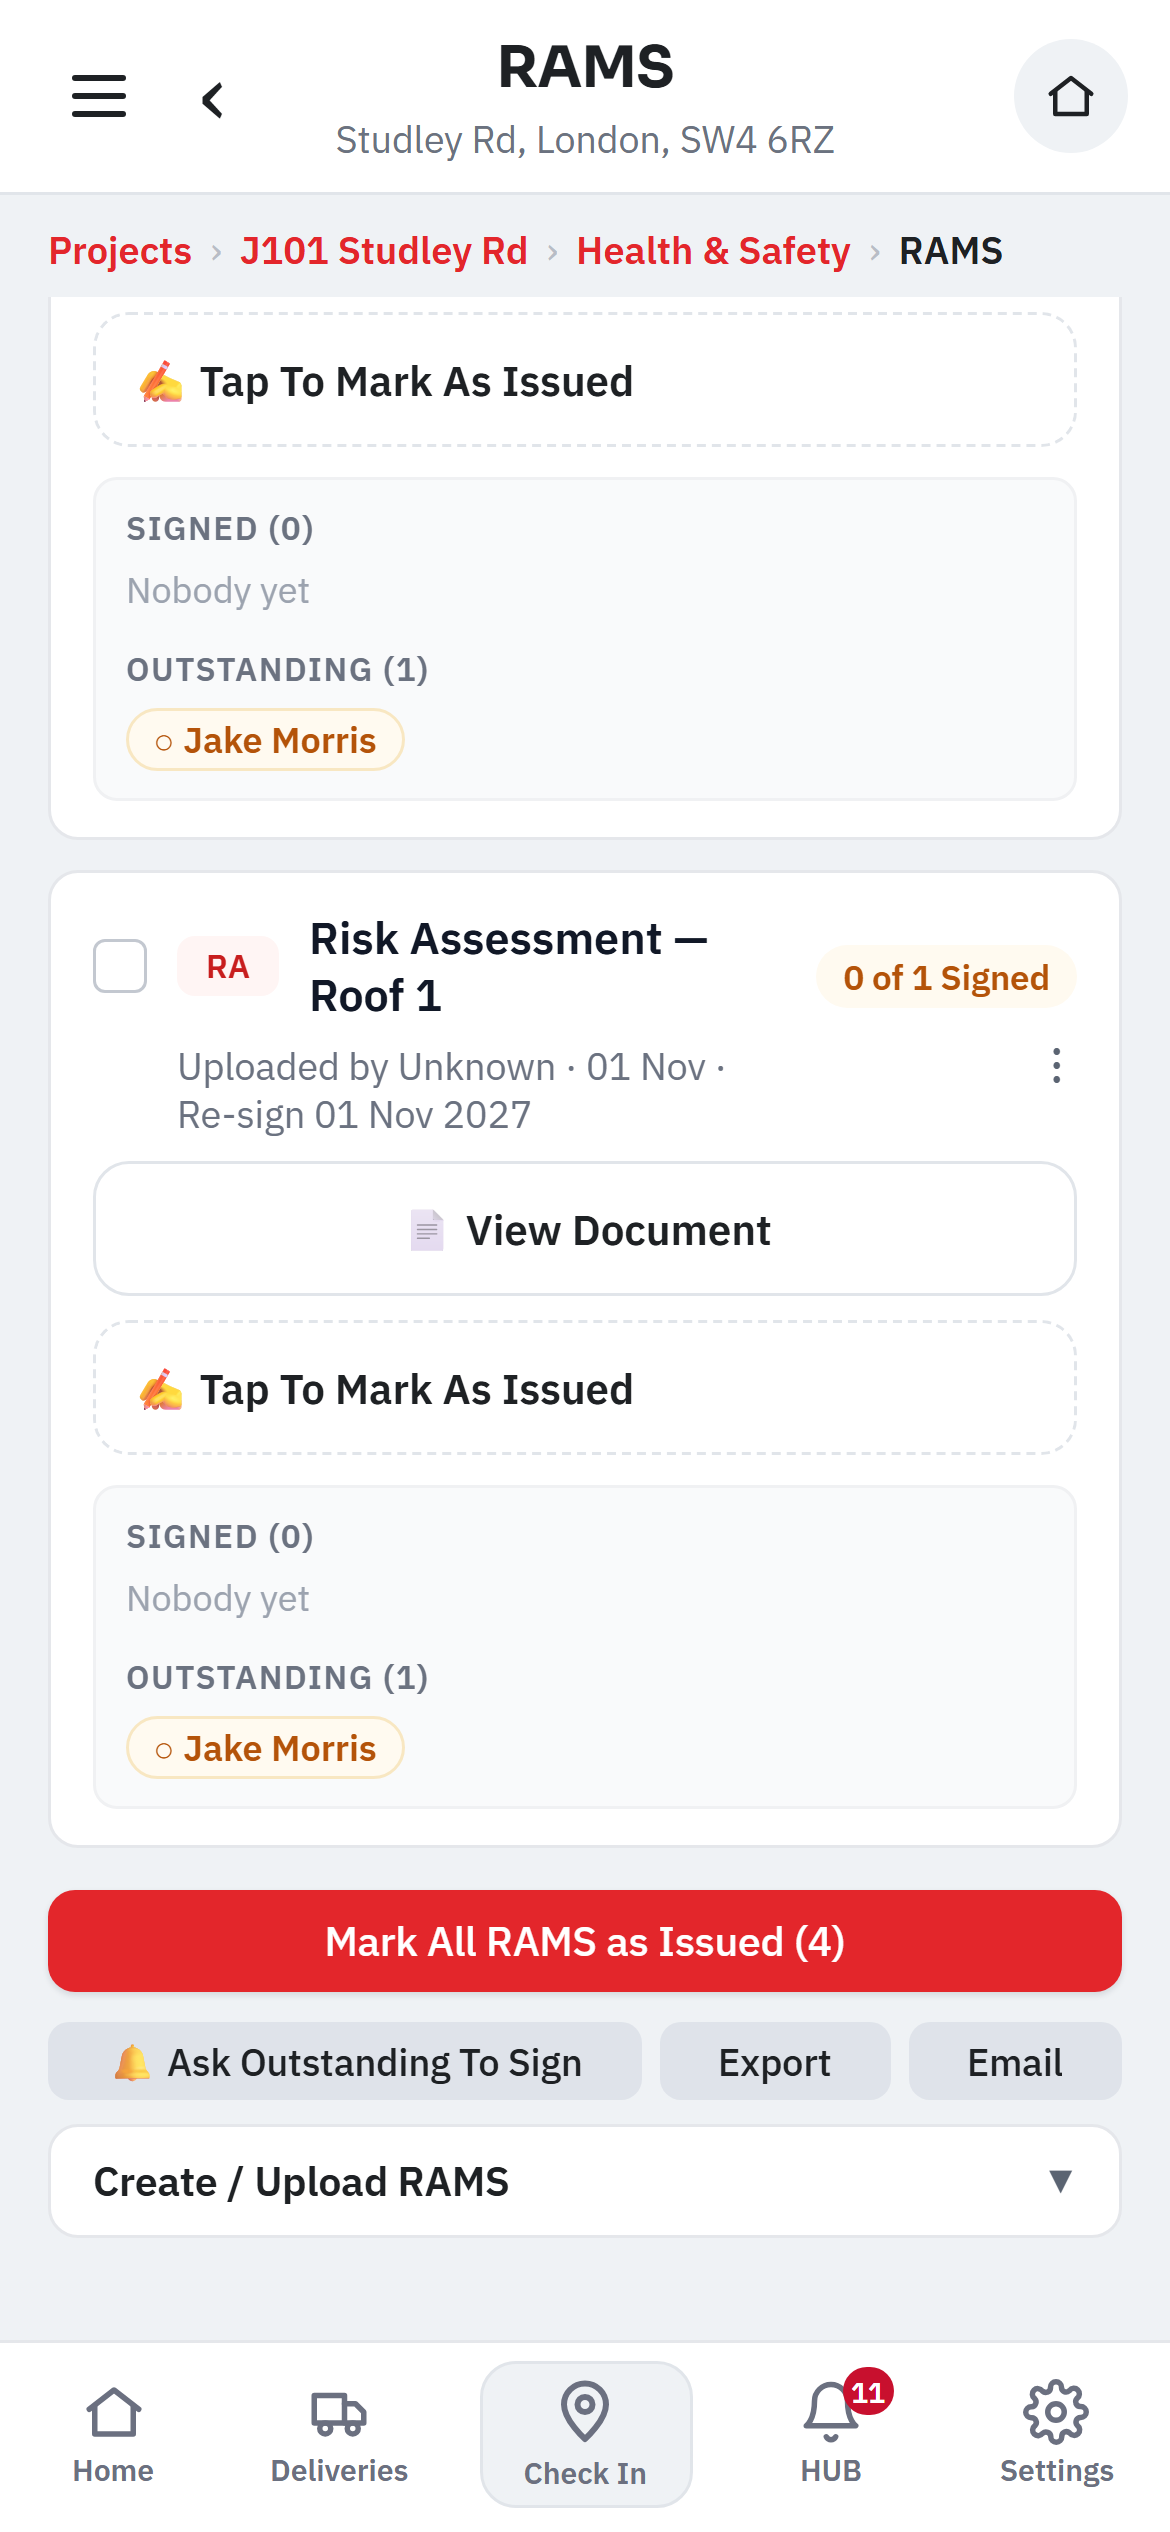 RAMS
Studley Rd, London, SW4 6RZ
Projects › J101 Studley Rd › Health & Safety › RAMS
✍️ Tap To Mark As Issued
SIGNED (0)
Nobody yet
OUTSTANDING (1)
○ Jake Morris
RA
Risk Assessment —
Roof 1
0 of 1 Signed
Uploaded by Unknown · 01 Nov ·
Re-sign 01 Nov 2027
📄 View Document
✍️ Tap To Mark As Issued
SIGNED (0)
Nobody yet
OUTSTANDING (1)
○ Jake Morris
Mark All RAMS as Issued (4)
🔔 Ask Outstanding To Sign
Export
Email
Create / Upload RAMS ▼
11
Home
Deliveries
Check In
HUB
Settings